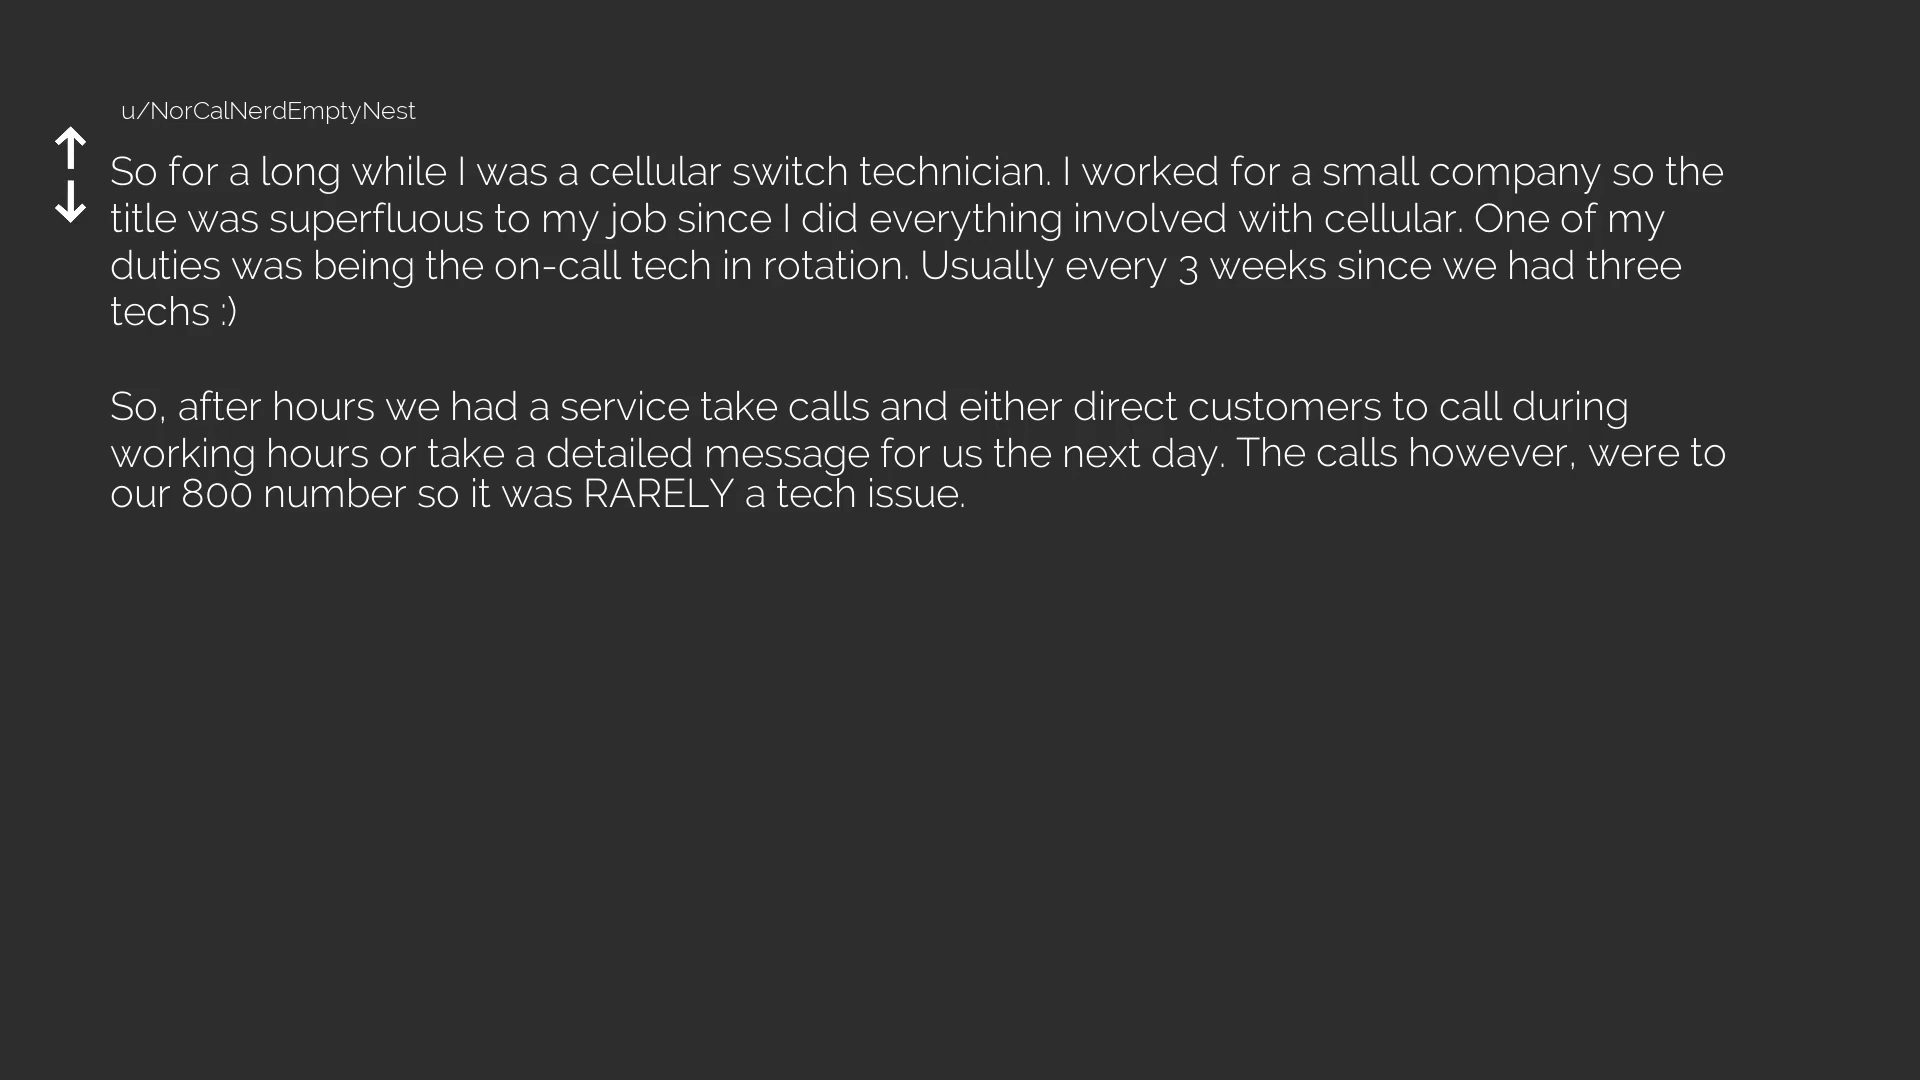 u/NorCalNerdEmptyNest
So for a long while I was a cellular switch technician. I worked for a small company so the
title was superfluous to my job since I did everything involved with cellular. One of my
duties was being the on-call tech in rotation. Usually every 3 weeks since we had three
techs :)
So, after hours we had a service take calls and either direct customers to call during
working hours or take a detailed message for us the next day. The calls however, were to
our 800 number so it was RARELY a tech issue.